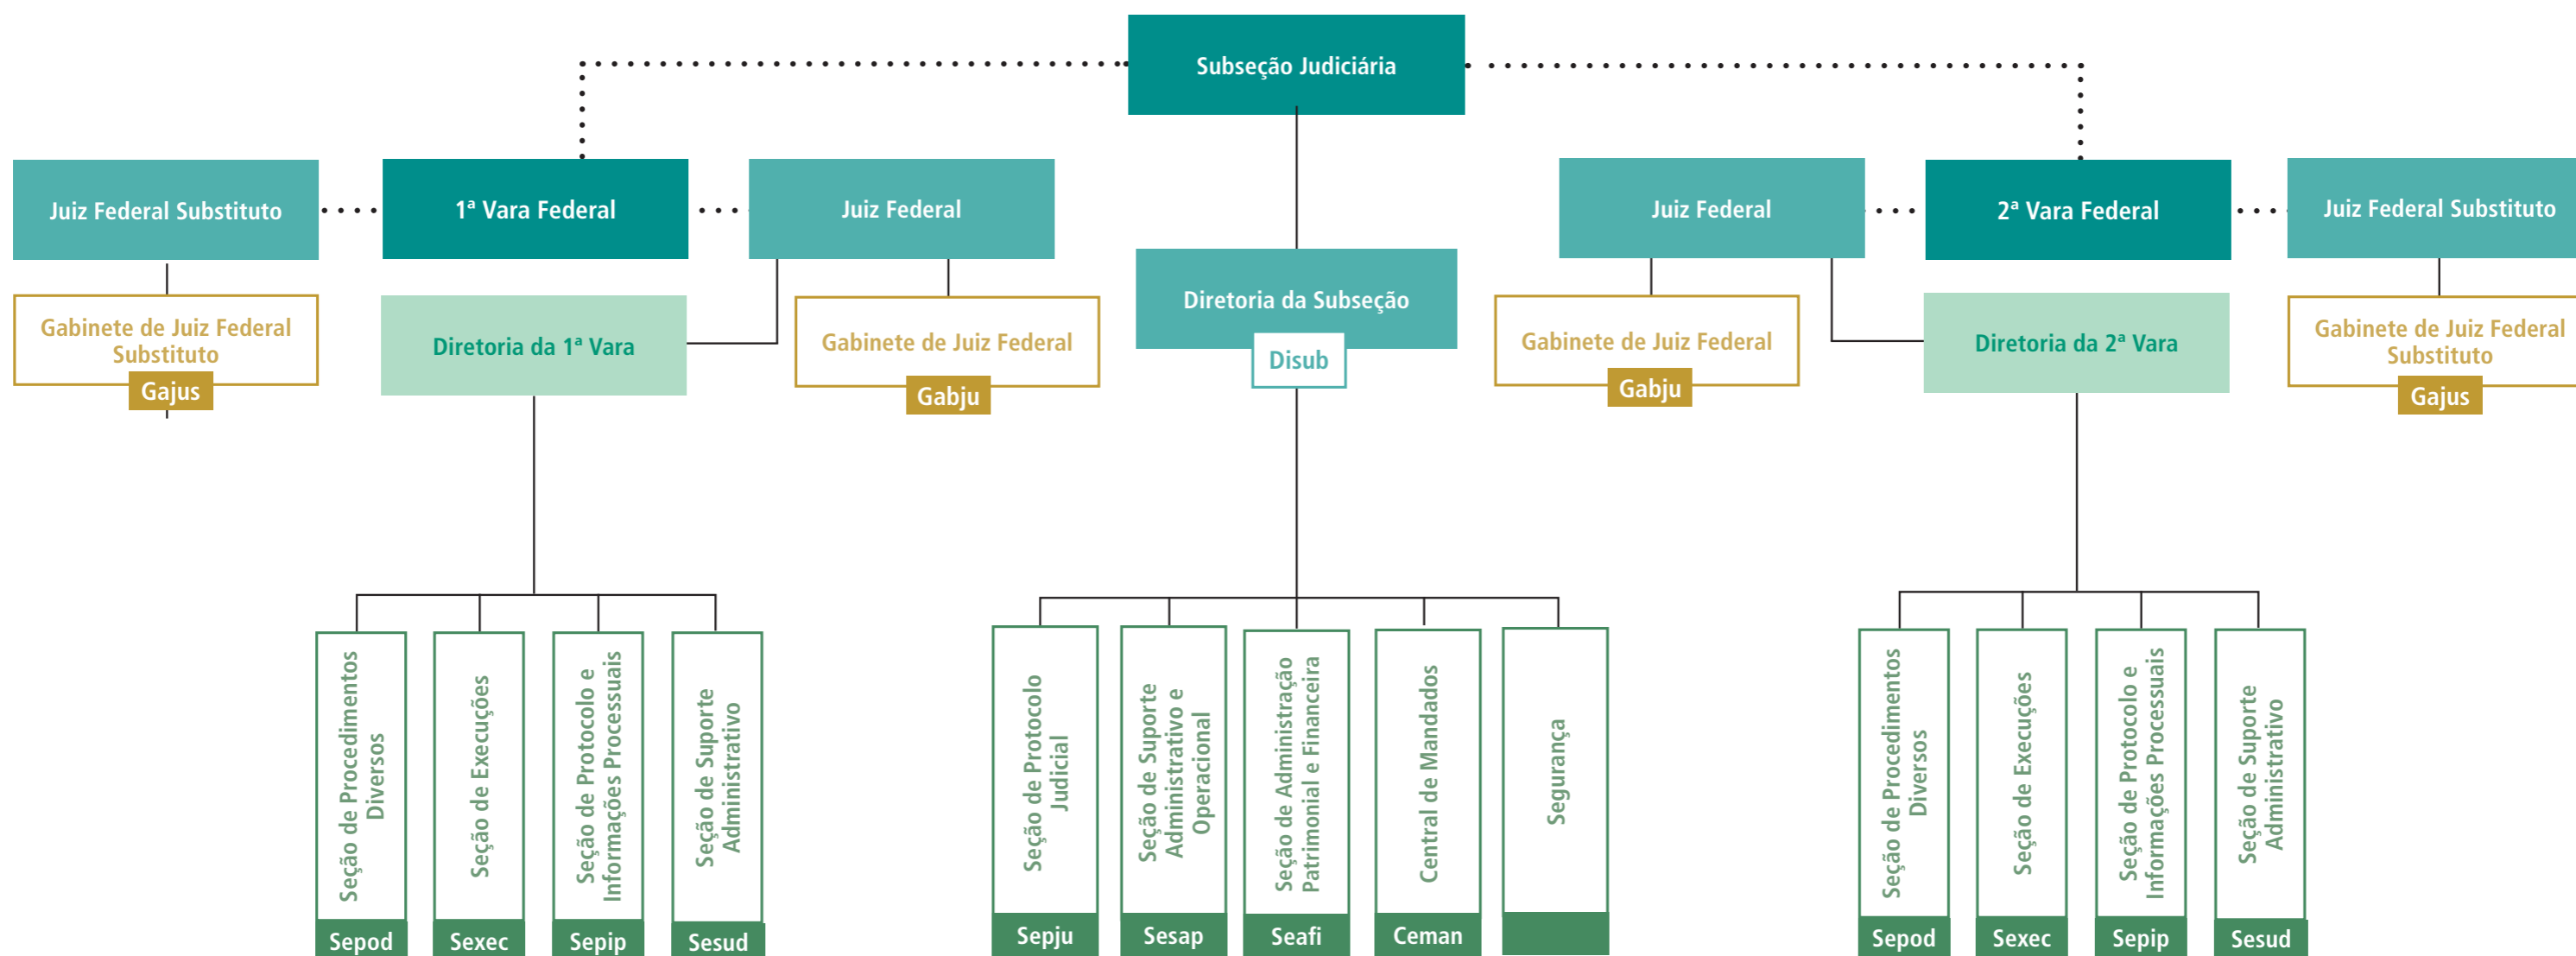 Subseção Judiciária
Juiz Federal Substituto
1ª Vara Federal
Juiz Federal
Juiz Federal
2ª Vara Federal
Juiz Federal Substituto
Gabinete de Juiz Federal
Substituto
Gajus
Diretoria da 1ª Vara
Gabinete de Juiz Federal
Gabju
Diretoria da Subseção
Disub
Gabinete de Juiz Federal
Gabju
Diretoria da 2ª Vara
Gabinete de Juiz Federal
Substituto
Gajus
Seção de Procedimentos
Diversos
Sepod
Seção de Execuções
Sexec
Seção de Protocolo e
Informações Processuais
Sepip
Seção de Suporte
Administrativo
Sesud
Seção de Protocolo
Judicial
Sepju
Seção de Suporte
Administrativo e
Operacional
Sesap
Seção de Administração
Patrimonial e Financeira
Seafi
Central de Mandados
Ceman
Segurança
Seção de Procedimentos
Diversos
Sepod
Seção de Execuções
Sexec
Seção de Protocolo e
Informações Processuais
Sepip
Seção de Suporte
Administrativo
Sesud